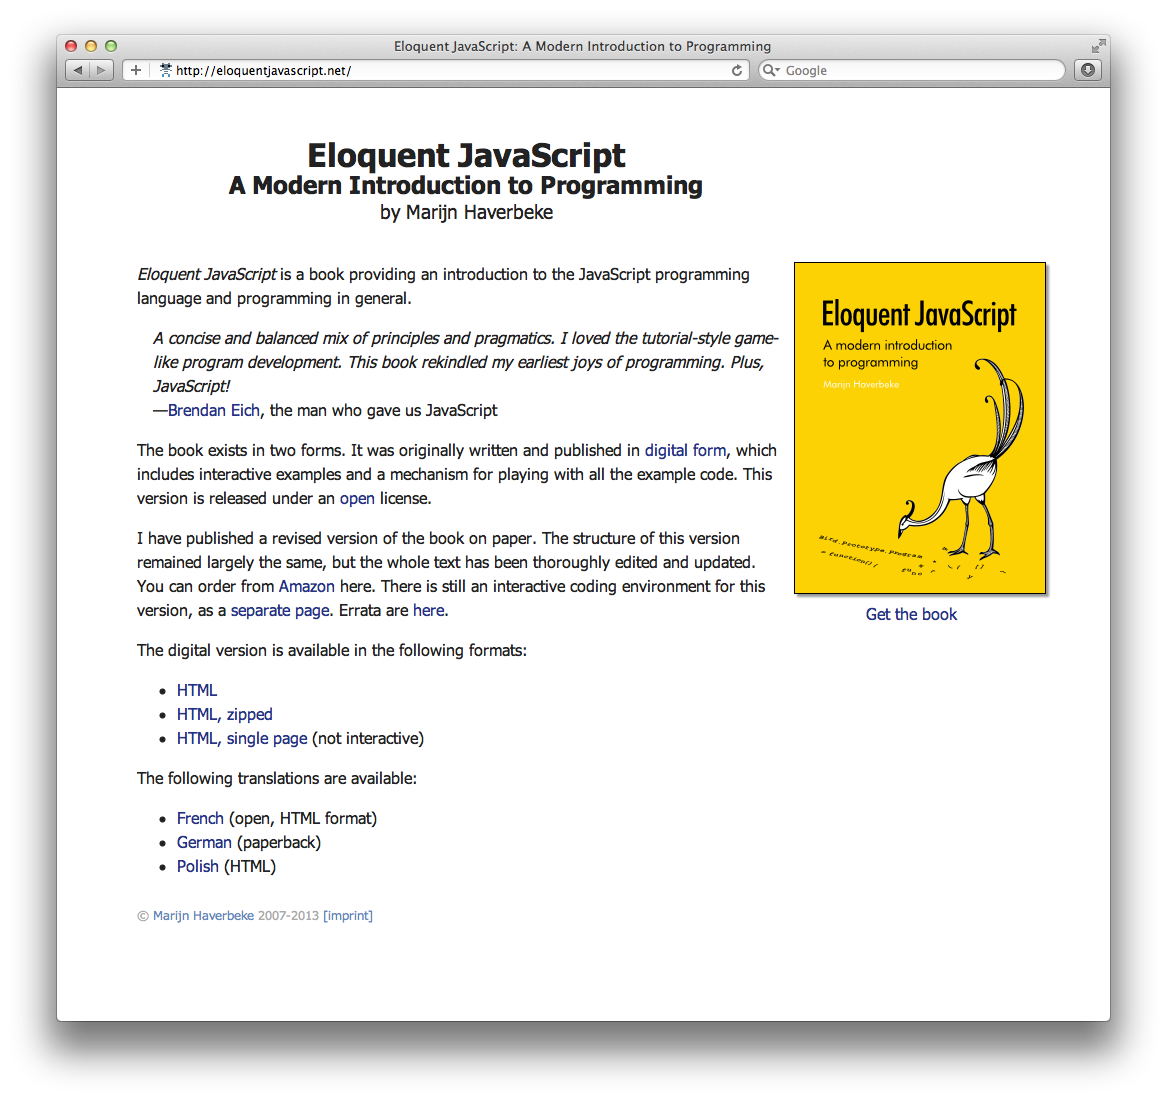 Eloquent JavaScript: A Modern Introduction to Programming
http://eloquentjavascript.net/
Google
Eloquent JavaScript
A Modern Introduction to Programming
by Marijn Haverbeke
Eloquent JavaScript is a book providing an introduction to the JavaScript programming
language and programming in general.
A concise and balanced mix of principles and pragmatics. I loved the tutorial-style game-
like program development. This book rekindled my earliest joys of programming. Plus,
JavaScript!
—Brendan Eich, the man who gave us JavaScript
The book exists in two forms. It was originally written and published in digital form, which
includes interactive examples and a mechanism for playing with all the example code. This
version is released under an open license.
I have published a revised version of the book on paper. The structure of this version
remained largely the same, but the whole text has been thoroughly edited and updated.
You can order from Amazon here. There is still an interactive coding environment for this
version, as a separate page. Errata are here.
The digital version is available in the following formats:
• HTML
• HTML, zipped
• HTML, single page (not interactive)
The following translations are available:
• French (open, HTML format)
• German (paperback)
• Polish (HTML)
© Marijn Haverbeke 2007-2013 [imprint]
Eloquent JavaScript
A modern introduction
to programming
Marijn Haverbeke
Bird.Prototype.Program
= function() {
Get the book